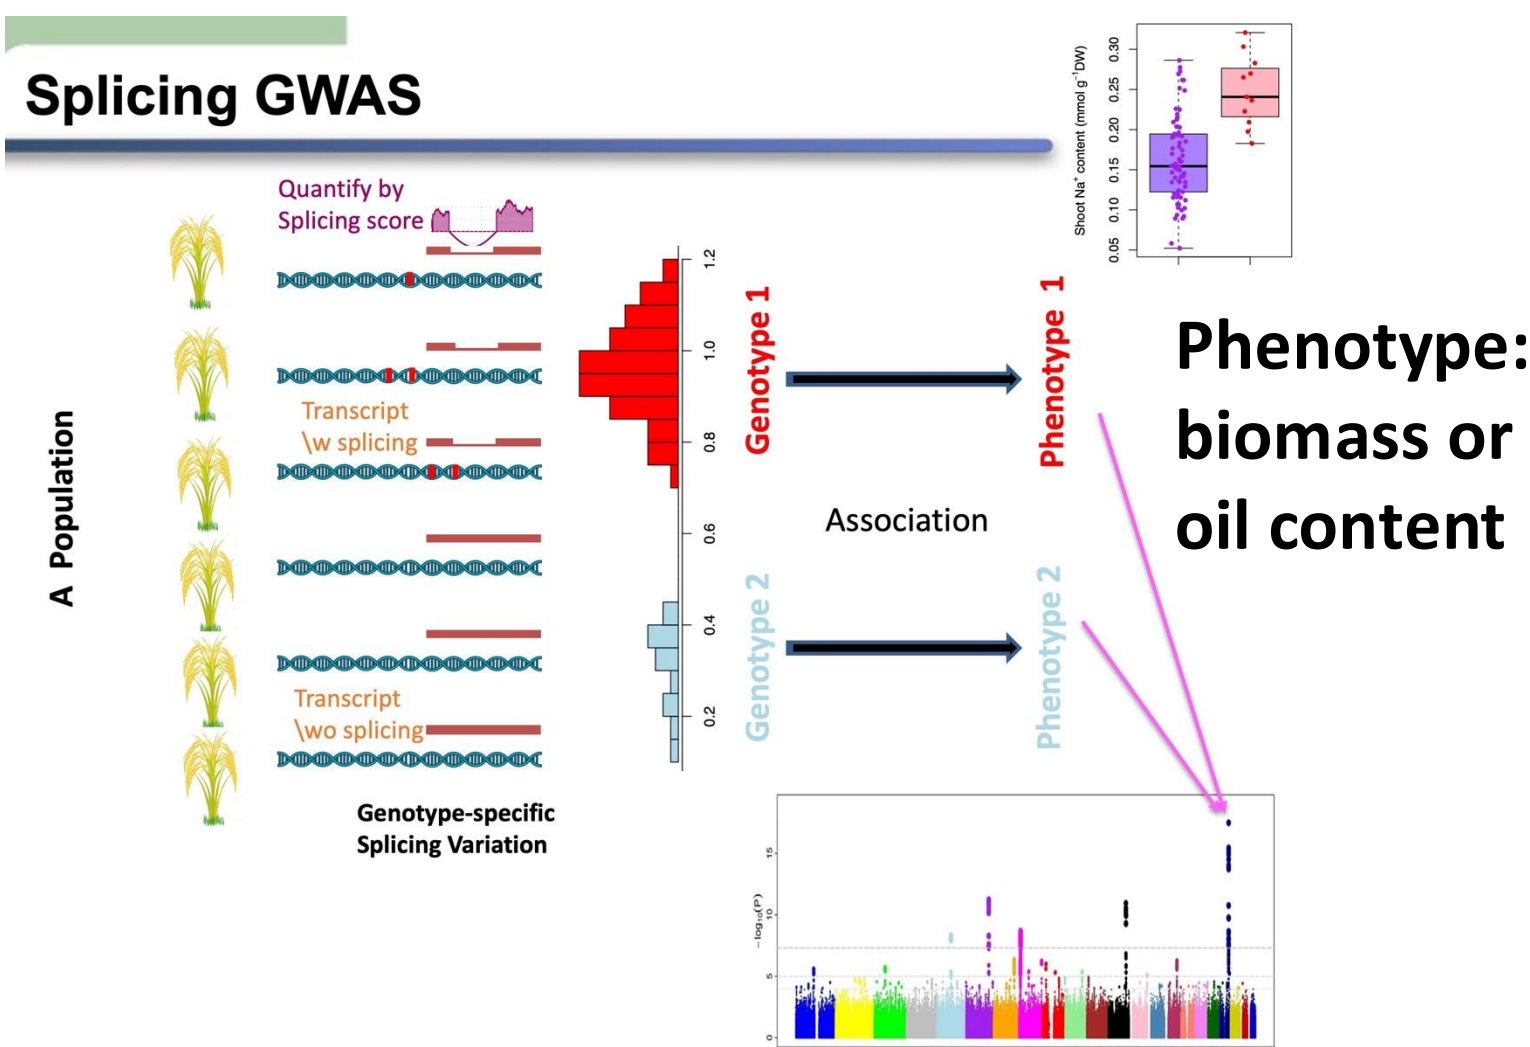 Splicing GWAS
Quantify by
Splicing score
Transcript
\w splicing
Transcript
\wo splicing
A Population
Genotype-specific
Splicing Variation
1.2
1.0
0.8
0.6
0.4
0.2
Genotype 1
Genotype 2
Association
Phenotype 1
Phenotype 2
Shoot Na⁺ content (mmol g⁻¹DW)
0.30
0.25
0.20
0.15
0.10
0.05
Phenotype:
biomass or
oil content
−log₁₀(P)
15
10
5
0